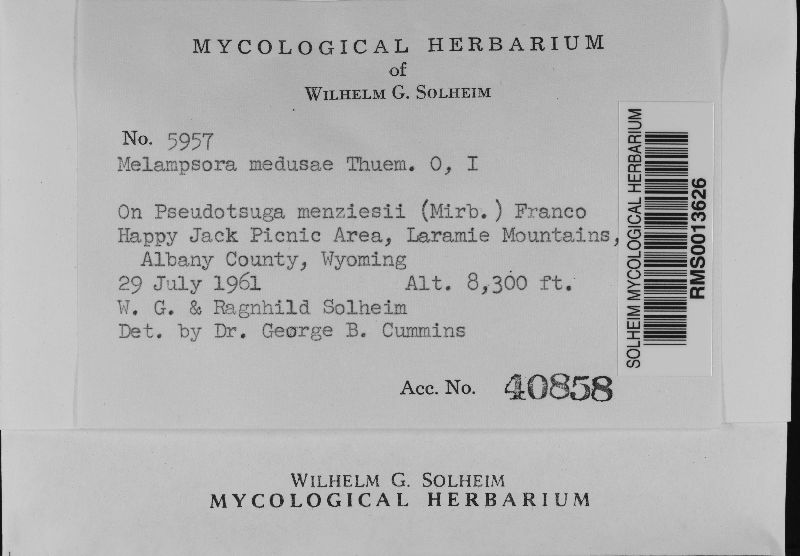 MYCOLOGICAL HERBARIUM
of
WILHELM G. SOLHEIM
No. 5957
Melampsora medusae Thuem. O, I
On Pseudotsuga menziesii (Mirb.) Franco
Happy Jack Picnic Area, Laramie Mountains,
Albany County, Wyoming
29 July 1961 Alt. 8,300 ft.
W. G. & Ragnhild Solheim
Det. by Dr. George B. Cummins
Acc. No. 40858
SOLHEIM MYCOLOGICAL HERBARIUM
RMS0013626
WILHELM G. SOLHEIM
MYCOLOGICAL HERBARIUM